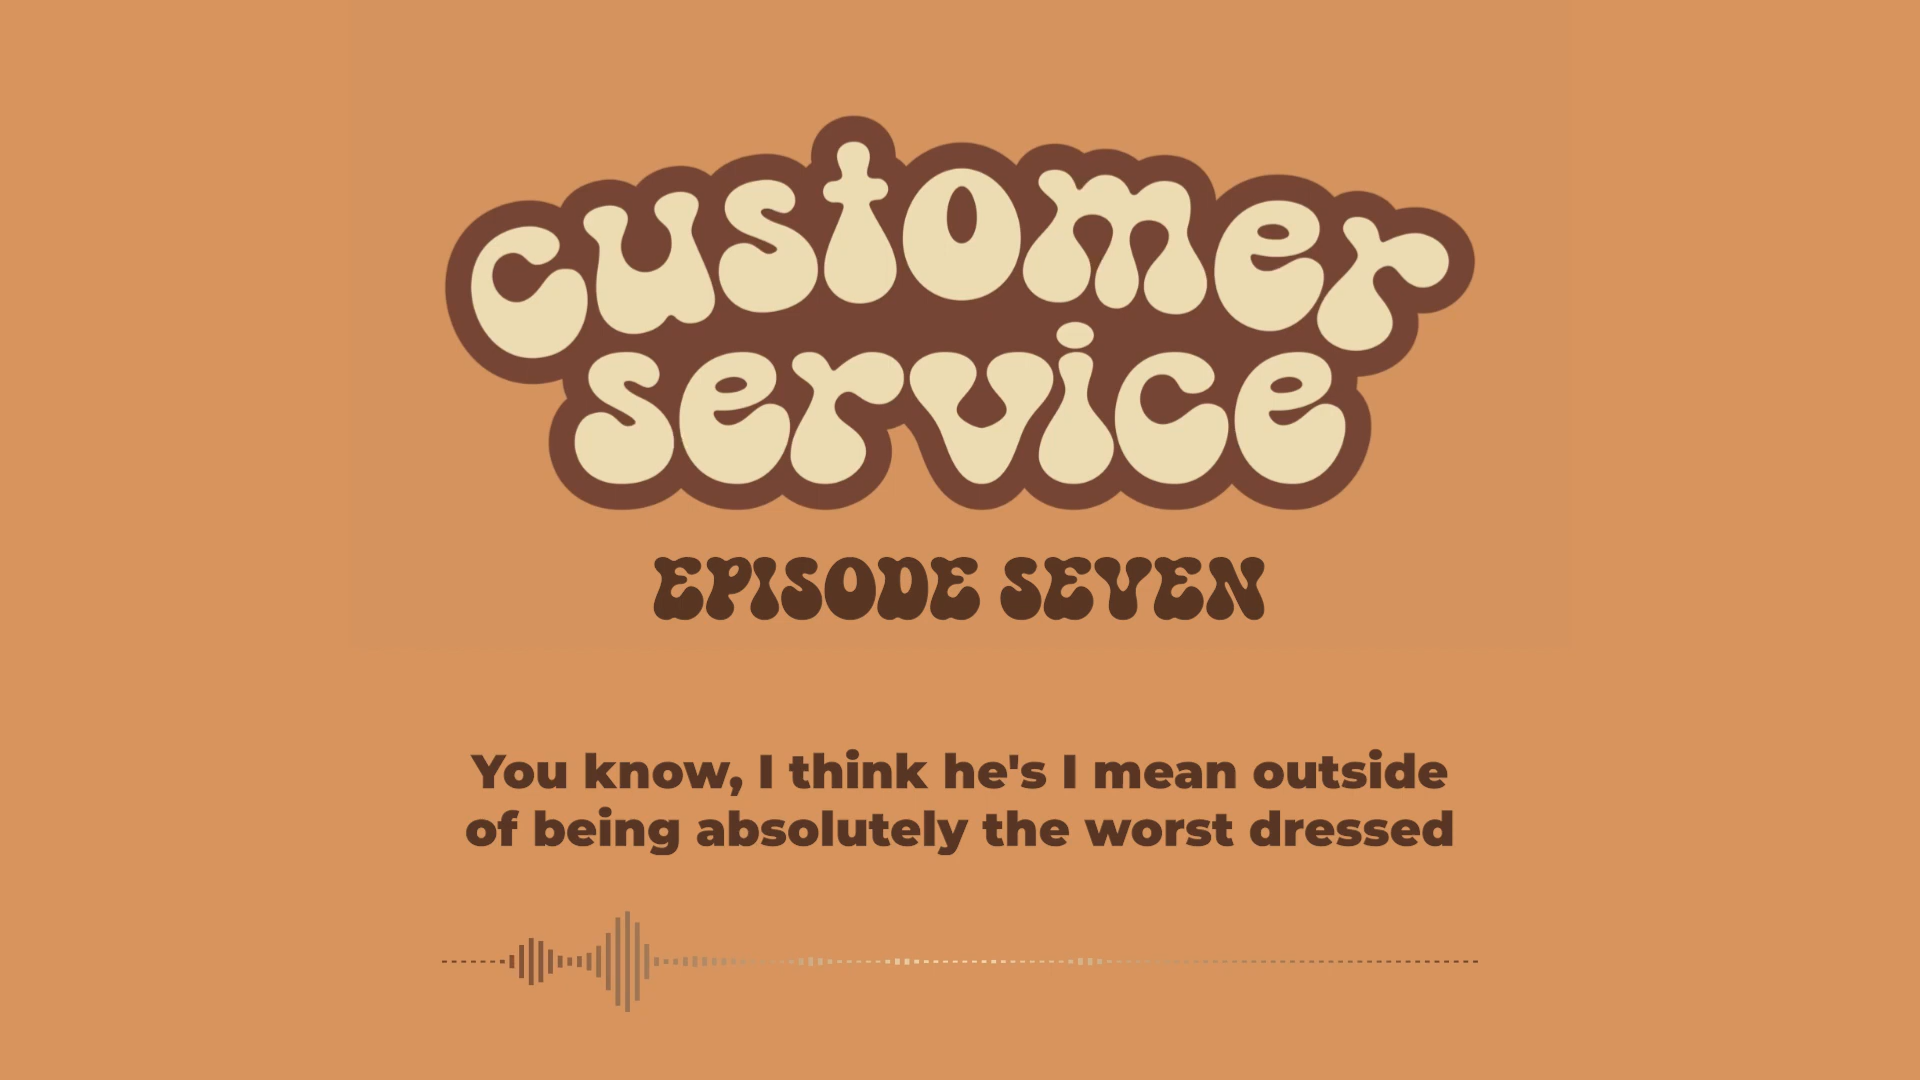 customer
service
EPISODE SEVEN
You know, I think he's I mean outside
of being absolutely the worst dressed